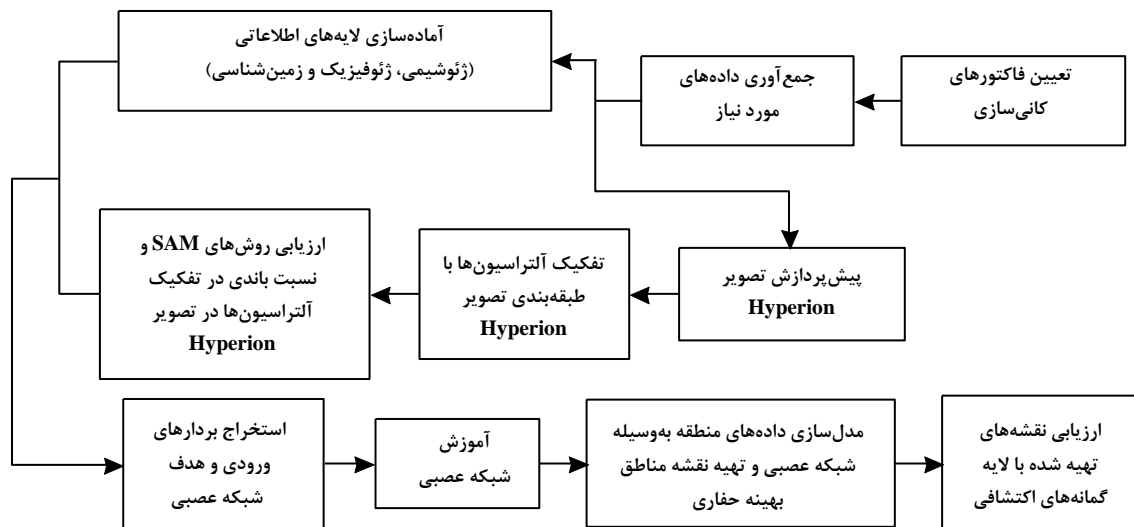 تعیین فاکتورهای
کانی‌سازی
جمع‌آوری داده‌های
مورد نیاز
آماده‌سازی لایه‌های اطلاعاتی
(ژئوشیمی، ژئوفیزیک و زمین‌شناسی)
پیش‌پردازش تصویر
Hyperion
تفکیک آلتراسیون‌ها با
طبقه‌بندی تصویر
Hyperion
ارزیابی روش‌های SAM و
نسبت باندی در تفکیک
آلتراسیون‌ها در تصویر
Hyperion
استخراج بردارهای
ورودی و هدف
شبکه عصبی
آموزش
شبکه عصبی
مدل‌سازی داده‌های منطقه به‌وسیله
شبکه عصبی و تهیه نقشه مناطق
بهینه حفاری
ارزیابی نقشه‌های
تهیه شده با لایه
گمانه‌های اکتشافی